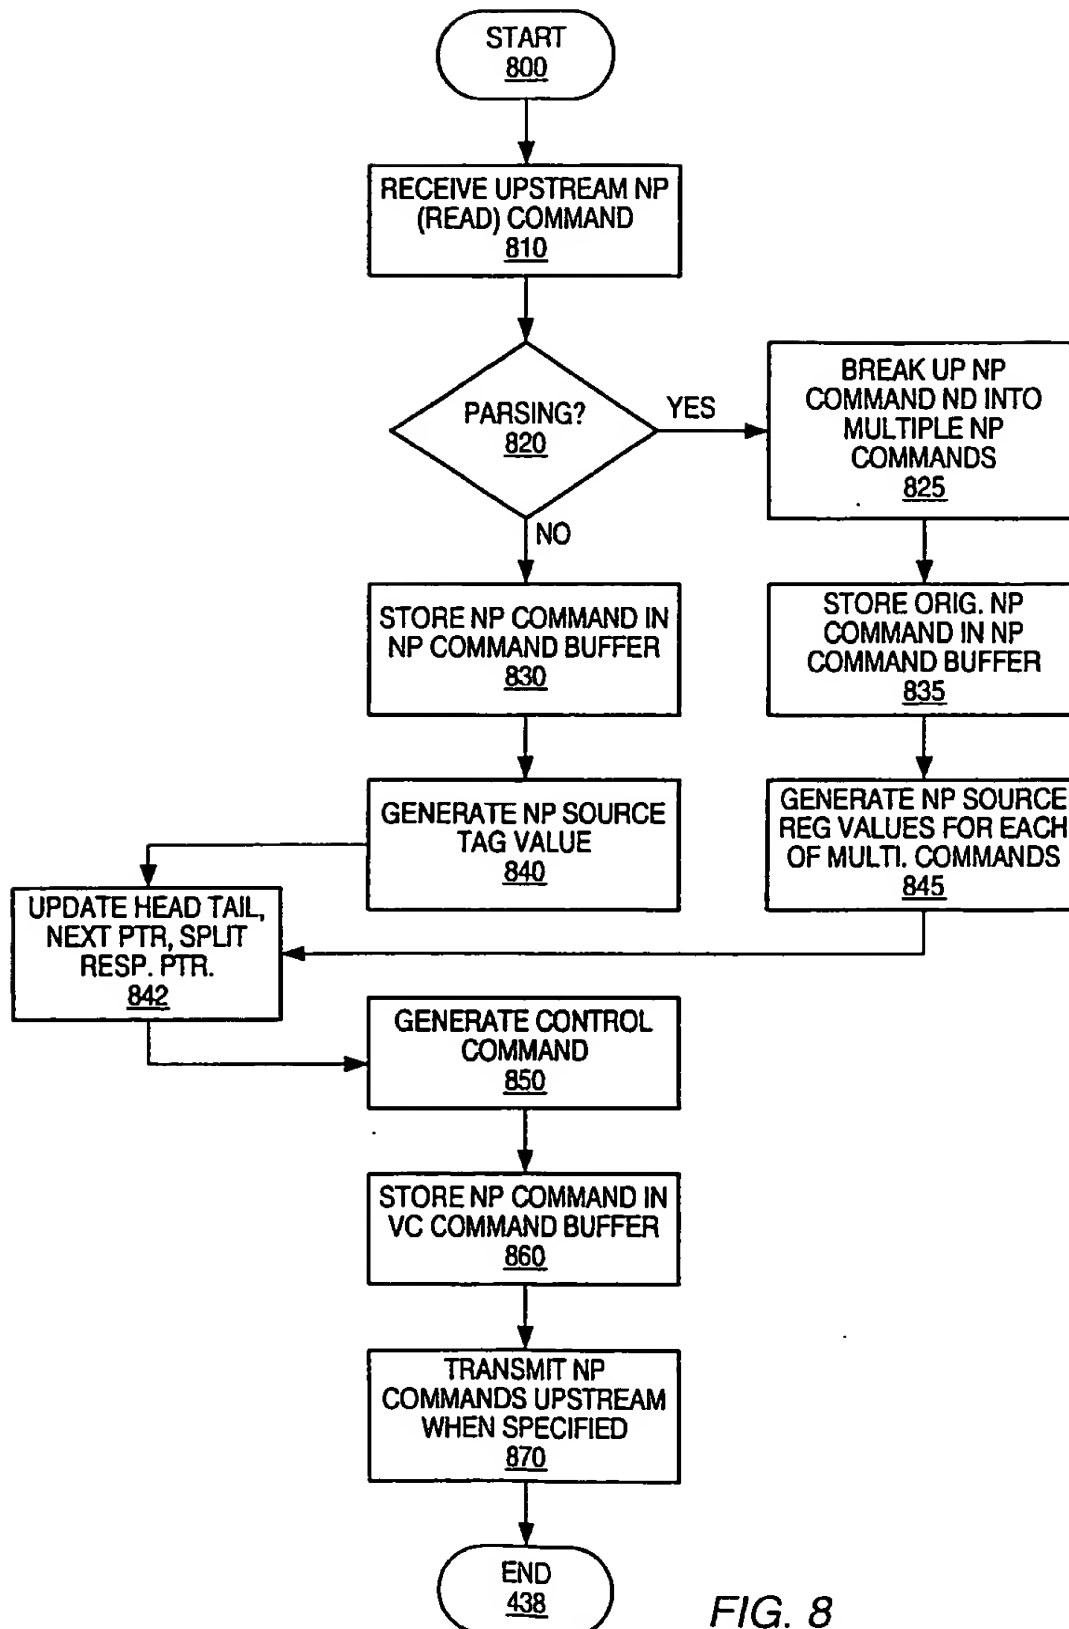 START
800
RECEIVE UPSTREAM NP
(READ) COMMAND
810
PARSING?
820
YES
NO
BREAK UP NP
COMMAND ND INTO
MULTIPLE NP
COMMANDS
825
STORE NP COMMAND IN
NP COMMAND BUFFER
830
STORE ORIG. NP
COMMAND IN NP
COMMAND BUFFER
835
GENERATE NP SOURCE
TAG VALUE
840
GENERATE NP SOURCE
REG VALUES FOR EACH
OF MULTI. COMMANDS
845
UPDATE HEAD TAIL,
NEXT PTR, SPLIT
RESP. PTR.
842
GENERATE CONTROL
COMMAND
850
STORE NP COMMAND IN
VC COMMAND BUFFER
860
TRANSMIT NP
COMMANDS UPSTREAM
WHEN SPECIFIED
870
END
438
FIG. 8